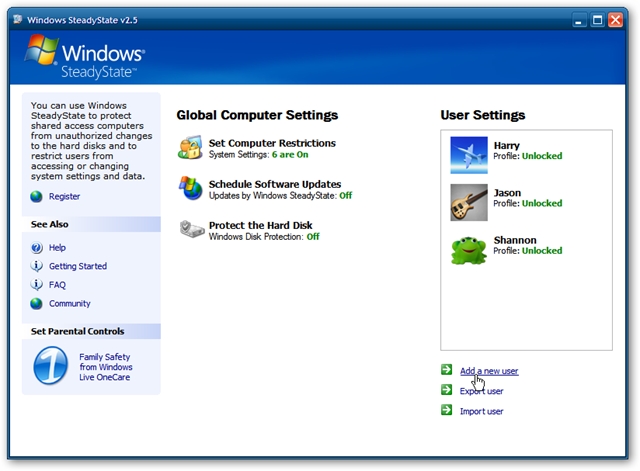 Windows SteadyState v2.5
Windows®
SteadyState™
You can use Windows
SteadyState to protect
shared access computers
from unauthorized changes
to the hard disks and to
restrict users from
accessing or changing
system settings and data.
Register
See Also
Help
Getting Started
FAQ
Community
Set Parental Controls
Family Safety
from Windows
Live OneCare
Global Computer Settings
Set Computer Restrictions
System Settings: 6 are On
Schedule Software Updates
Updates by Windows SteadyState: Off
Protect the Hard Disk
Windows Disk Protection: Off
User Settings
Harry
Profile: Unlocked
Jason
Profile: Unlocked
Shannon
Profile: Unlocked
Add a new user
Export user
Import user